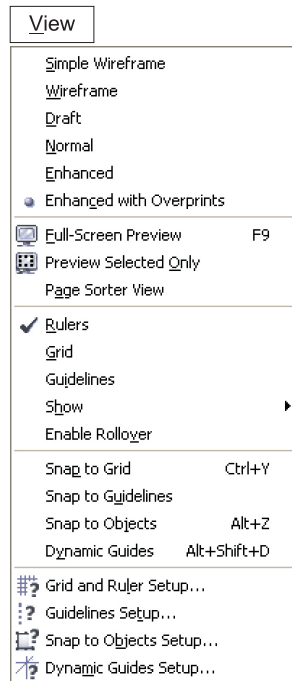 View
Simple Wireframe
Wireframe
Draft
Normal
Enhanced
Enhanced with Overprints
Full-Screen Preview F9
Preview Selected Only
Page Sorter View
Rulers
Grid
Guidelines
Show
Enable Rollover
Snap to Grid Ctrl+Y
Snap to Guidelines
Snap to Objects Alt+Z
Dynamic Guides Alt+Shift+D
Grid and Ruler Setup...
Guidelines Setup...
Snap to Objects Setup...
Dynamic Guides Setup...